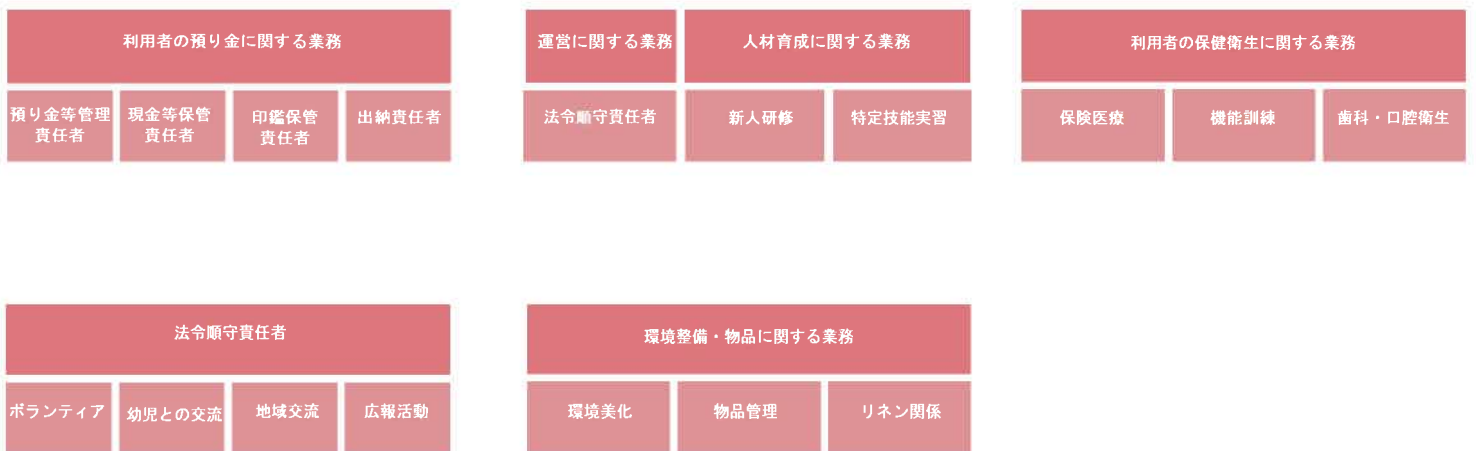 利用者の預り金に関する業務
預り金等管理
責任者
現金等保管
責任者
印鑑保管
責任者
出納責任者
運営に関する業務
法令順守責任者
人材育成に関する業務
新人研修
特定技能実習
利用者の保健衛生に関する業務
保険医療
機能訓練
歯科・口腔衛生
法令順守責任者
ボランティア
幼児との交流
地域交流
広報活動
環境整備・物品に関する業務
環境美化
物品管理
リネン関係